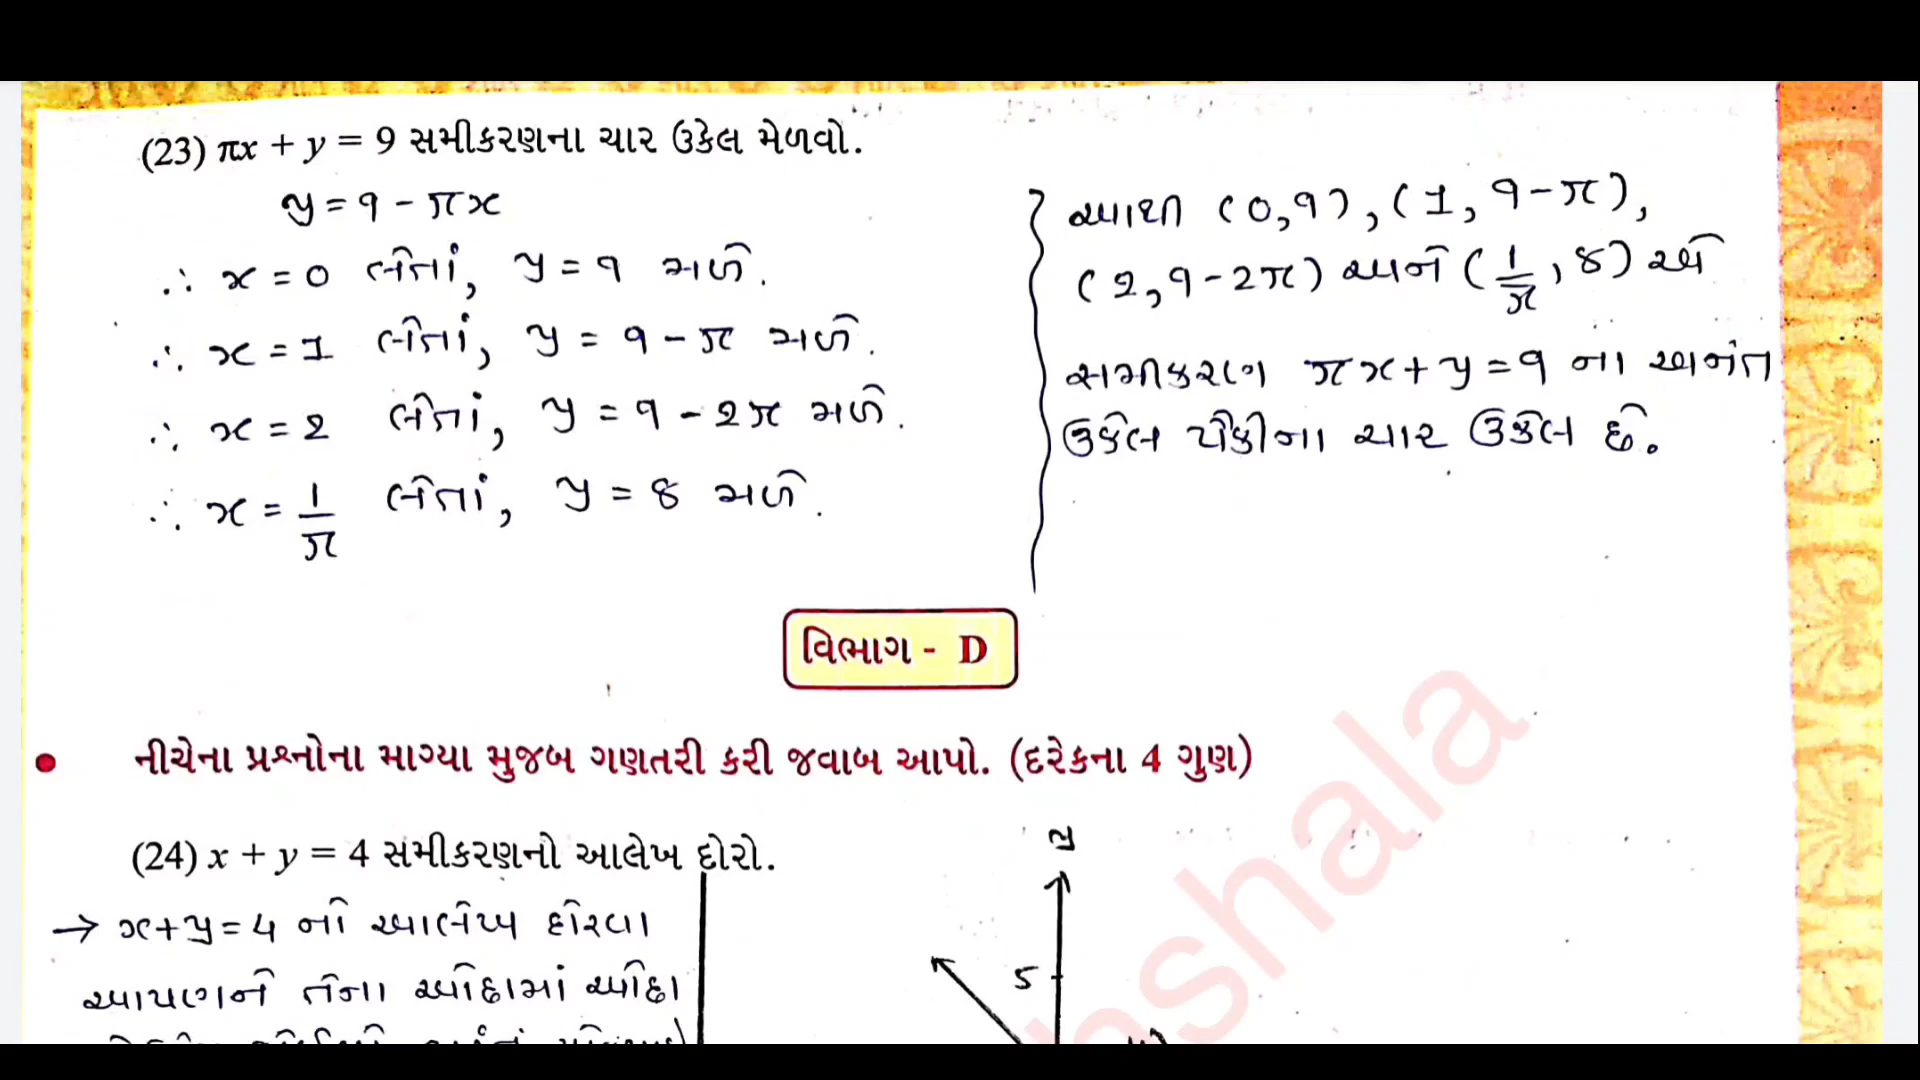 (23) πx + y = 9 સમીકરણના ચાર ઉકેલ મેળવો.
y = 9 - πx
∴ x = 0 લેતાં, y = 9 મળે.
∴ x = 1 લેતાં, y = 9 - π મળે.
∴ x = 2 લેતાં, y = 9 - 2π મળે.
∴ x = 1/π લેતાં, y = 8 મળે.
આથી (0, 9), (1, 9 - π),
(2, 9 - 2π) અને (1/π, 8) એ
સમીકરણ πx + y = 9 ના અનંત
ઉકેલ પૈકીના ચાર ઉકેલ છે.
વિભાગ - D
• નીચેના પ્રશ્નોના માગ્યા મુજબ ગણતરી કરી જવાબ આપો. (દરેકના 4 ગુણ)
(24) x + y = 4 સમીકરણનો આલેખ દોરો.
→ x + y = 4 નો આલેખ દોરવા
આપણને તેના ઓછામાં ઓછા
y
5
shala